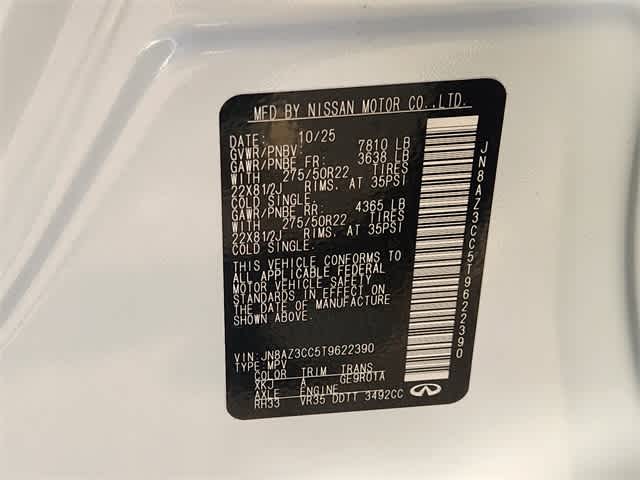 MFD BY NISSAN MOTOR CO.,LTD.
DATE: 10/25
GVWR/PNBV: 7810 LB
GAWR/PNBE FR: 3638 LB
WITH 275/50R22 TIRES
22X81/2J RIMS. AT 35PSI
COLD SINGLE.
GAWR/PNBE RR: 4365 LB
WITH 275/50R22 TIRES
22X81/2J RIMS. AT 35PSI
COLD SINGLE.
THIS VEHICLE CONFORMS TO
ALL APPLICABLE FEDERAL
MOTOR VEHICLE SAFETY
STANDARDS IN EFFECT ON
THE DATE OF MANUFACTURE
SHOWN ABOVE.
VIN: JN8AZ3CC5T9622390
TYPE: MPV
COLOR TRIM TRANS
XKJ A GE9R01A
AXLE ENGINE
RH33 VR35 DDTT 3492CC
JN8AZ3CC5T9622390